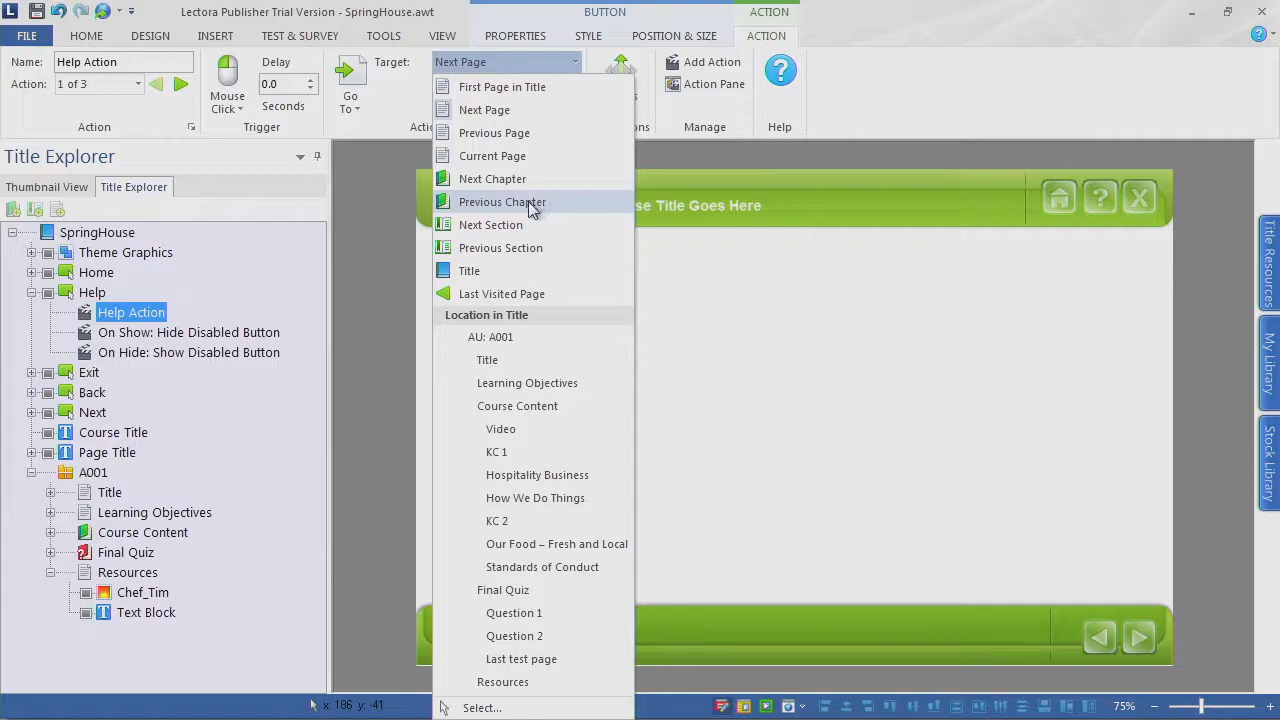 Lectora Publisher Trial Version - SpringHouse.awt
BUTTON
ACTION
FILE
HOME
DESIGN
INSERT
TEST & SURVEY
TOOLS
VIEW
PROPERTIES
STYLE
POSITION & SIZE
ACTION
Name:
Help Action
Action:
1 of 3
Action
Mouse
Click
Delay
0.0
Seconds
Trigger
Go
To
Target:
Next Page
Add Action
Action Pane
Manage
Help
Help
Title Explorer
Thumbnail View
Title Explorer
SpringHouse
Theme Graphics
Home
Help
Help Action
On Show: Hide Disabled Button
On Hide: Show Disabled Button
Exit
Back
Next
Course Title
Page Title
A001
Title
Learning Objectives
Course Content
Final Quiz
Resources
Chef_Tim
Text Block
First Page in Title
Next Page
Previous Page
Current Page
Next Chapter
Previous Chapter
Next Section
Previous Section
Title
Last Visited Page
Location in Title
AU: A001
Title
Learning Objectives
Course Content
Video
KC 1
Hospitality Business
How We Do Things
KC 2
Our Food – Fresh and Local
Standards of Conduct
Final Quiz
Question 1
Question 2
Last test page
Resources
Select...
Title Goes Here
Title Resources
My Library
Stock Library
x: 186 y: -41
75%